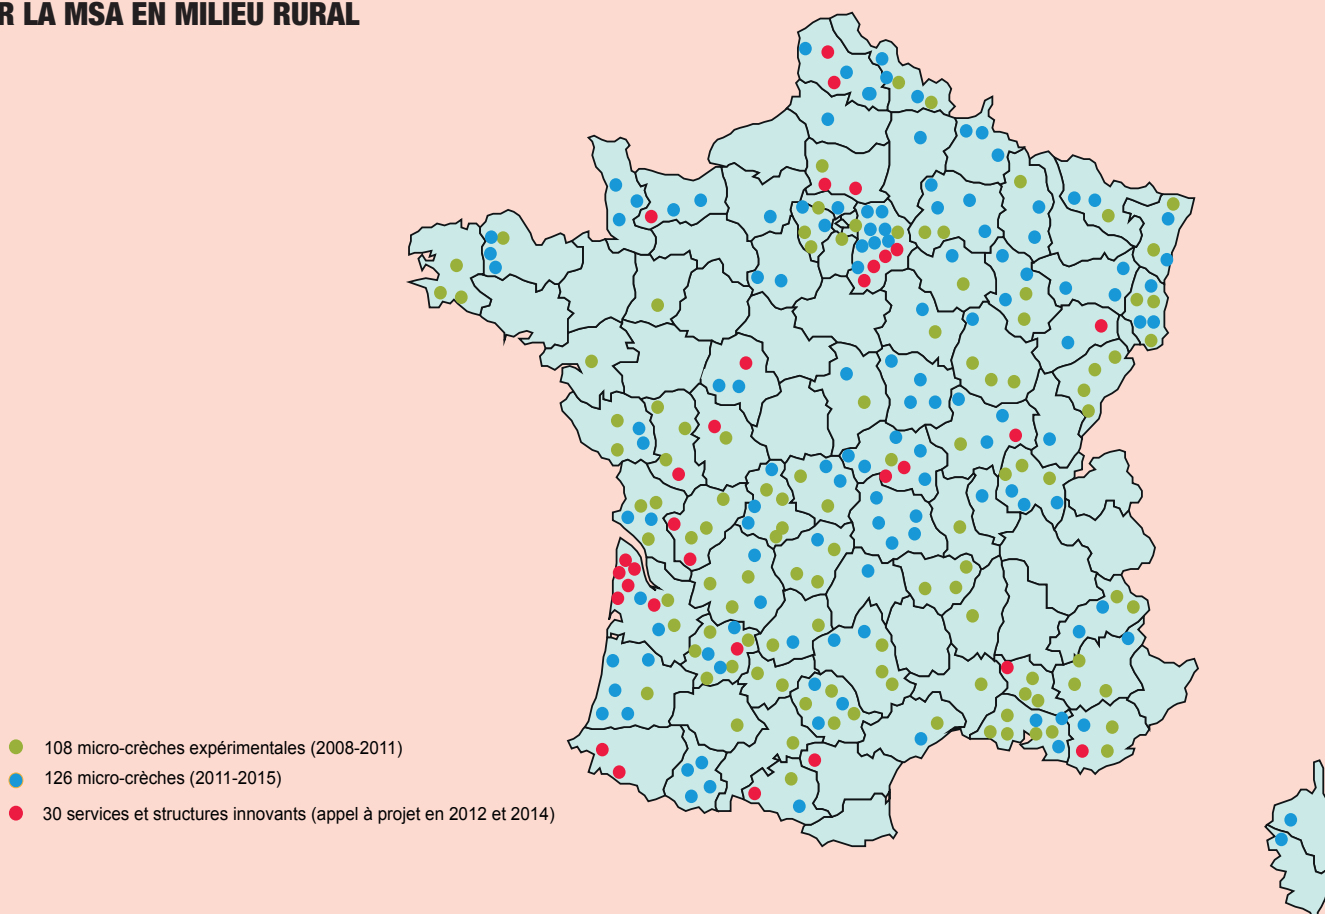 R LA MSA EN MILIEU RURAL
108 micro-crèches expérimentales (2008-2011)
126 micro-crèches (2011-2015)
30 services et structures innovants (appel à projet en 2012 et 2014)